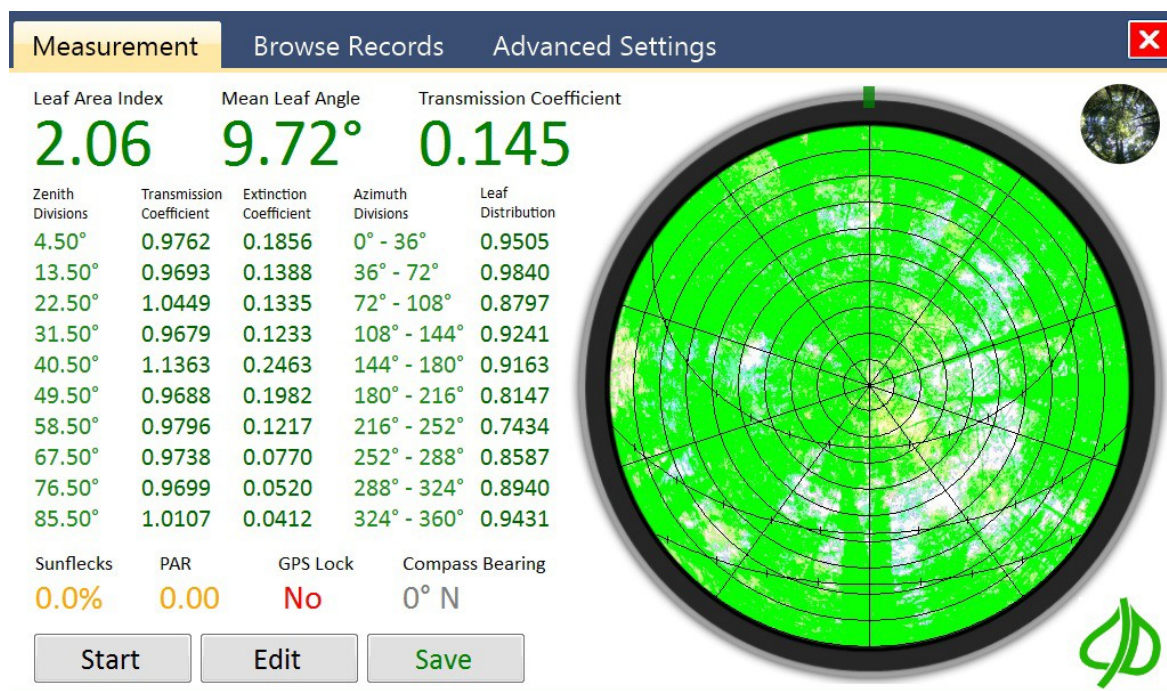 Measurement Browse Records Advanced Settings X
Leaf Area Index Mean Leaf Angle Transmission Coefficient
2.06 9.72° 0.145
Zenith Transmission Extinction Azimuth Leaf
Divisions Coefficient Coefficient Divisions Distribution
4.50° 0.9762 0.1856 0° - 36° 0.9505
13.50° 0.9693 0.1388 36° - 72° 0.9840
22.50° 1.0449 0.1335 72° - 108° 0.8797
31.50° 0.9679 0.1233 108° - 144° 0.9241
40.50° 1.1363 0.2463 144° - 180° 0.9163
49.50° 0.9688 0.1982 180° - 216° 0.8147
58.50° 0.9796 0.1217 216° - 252° 0.7434
67.50° 0.9738 0.0770 252° - 288° 0.8587
76.50° 0.9699 0.0520 288° - 324° 0.8940
85.50° 1.0107 0.0412 324° - 360° 0.9431
Sunflecks PAR GPS Lock Compass Bearing
0.0% 0.00 No 0° N
Start Edit Save